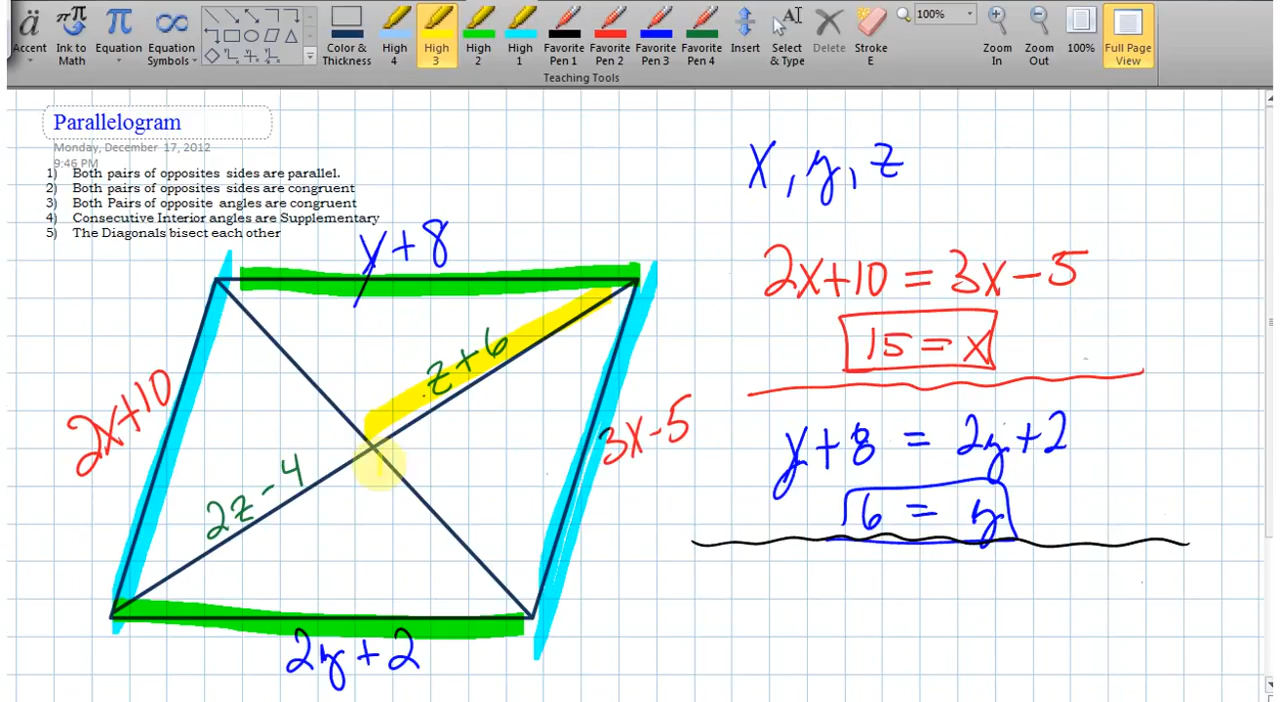 ä ππ π ∞ AI 100%
Accent Ink to Math Equation Equation Symbols Color & Thickness High 4 High 3 High 2 High 1 Favorite Pen 1 Favorite Pen 2 Favorite Pen 3 Favorite Pen 4 Insert Select & Type Delete Stroke E Zoom In Zoom Out 100% Full Page View
Teaching Tools
Parallelogram
Monday, December 17, 2012
9:46 PM
1) Both pairs of opposites sides are parallel.
2) Both pairs of opposites sides are congruent
3) Both Pairs of opposite angles are congruent
4) Consecutive Interior angles are Supplementary
5) The Diagonals bisect each other
x, y, z
y + 8
2x+10 = 3x-5
15 = x
z+6
2x+10
3x-5
y+8 = 2y+2
2z-4
6 = y
2y+2